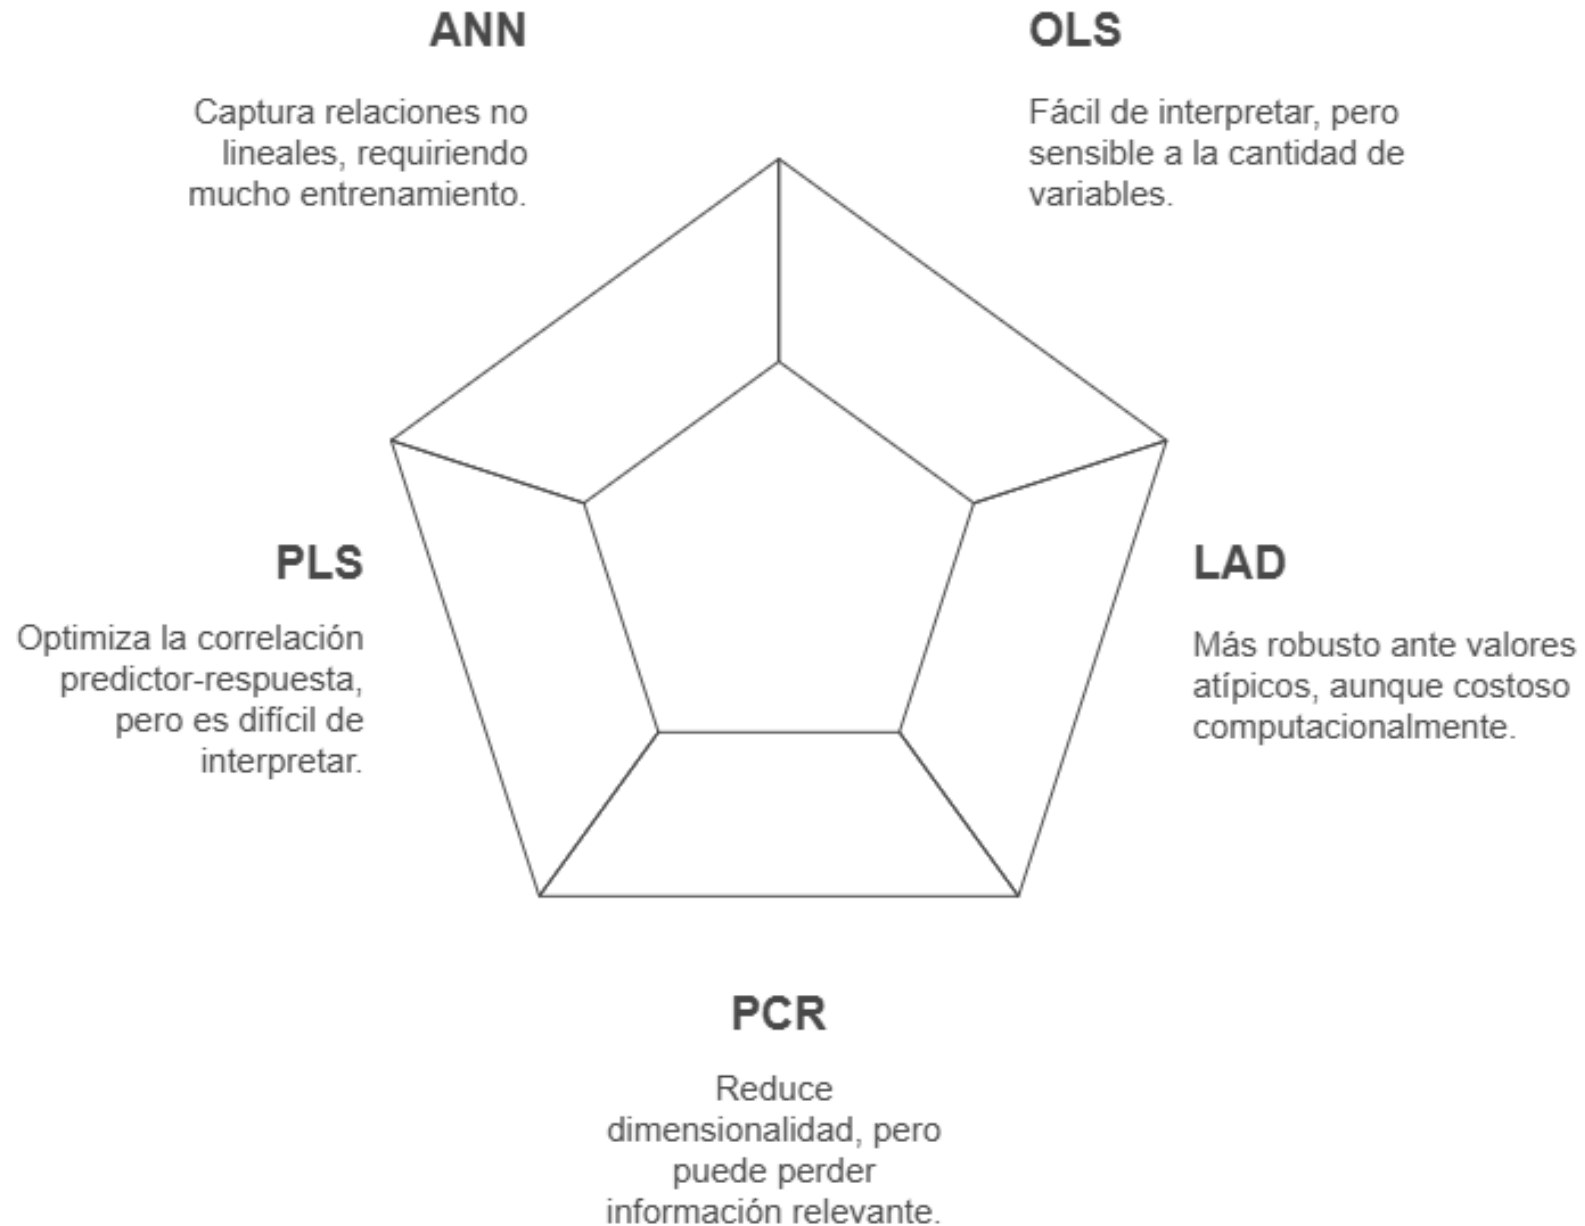 ANN
Captura relaciones no
lineales, requiriendo
mucho entrenamiento.
OLS
Fácil de interpretar, pero
sensible a la cantidad de
variables.
PLS
Optimiza la correlación
predictor-respuesta,
pero es difícil de
interpretar.
LAD
Más robusto ante valores
atípicos, aunque costoso
computacionalmente.
PCR
Reduce
dimensionalidad, pero
puede perder
información relevante.